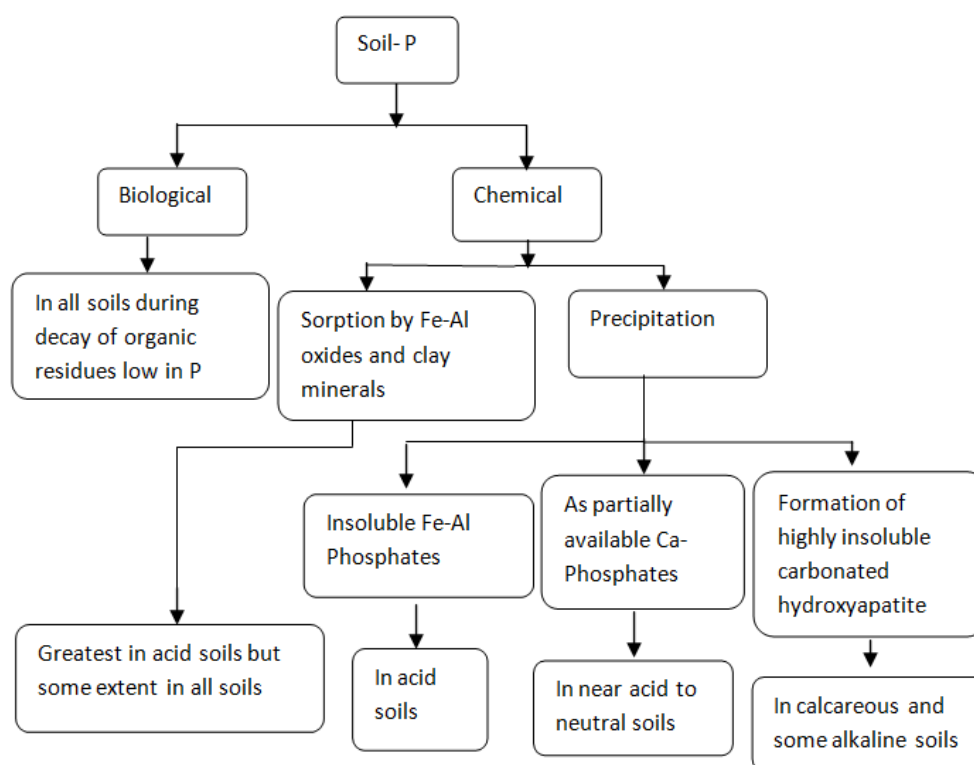 Soil- P
Biological
Chemical
In all soils during
decay of organic
residues low in P
Sorption by Fe-Al
oxides and clay
minerals
Precipitation
Insoluble Fe-Al
Phosphates
As partially
available Ca-
Phosphates
Formation of
highly insoluble
carbonated
hydroxyapatite
Greatest in acid soils but
some extent in all soils
In acid
soils
In near acid to
neutral soils
In calcareous and
some alkaline soils